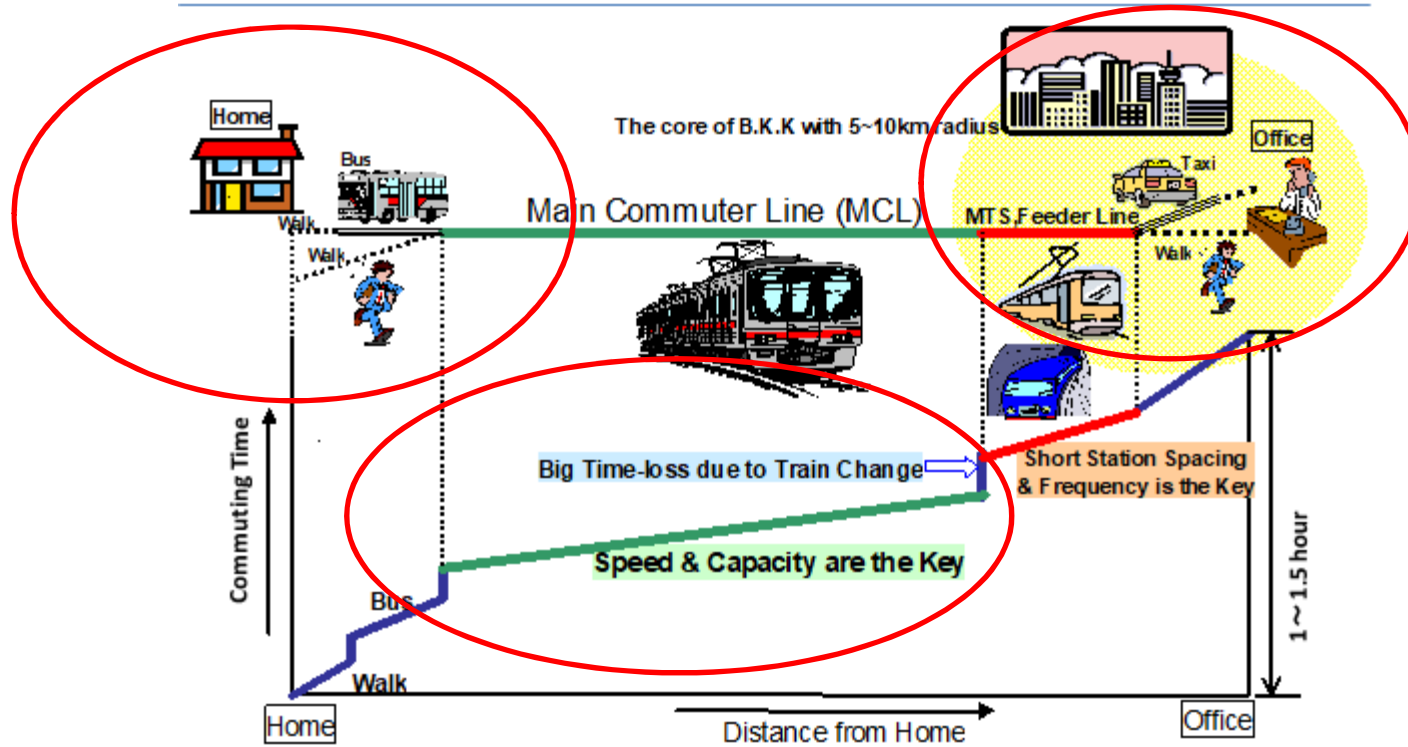 Home
The core of B.K.K with 5~10km radius
Office
Bus
Taxi
Walk
Main Commuter Line (MCL)
MTS,Feeder Line
Walk
Walk
Commuting Time
Big Time-loss due to Train Change
Short Station Spacing
& Frequency is the Key
Speed & Capacity are the Key
Bus
Walk
1～1.5 hour
Home
Distance from Home
Office